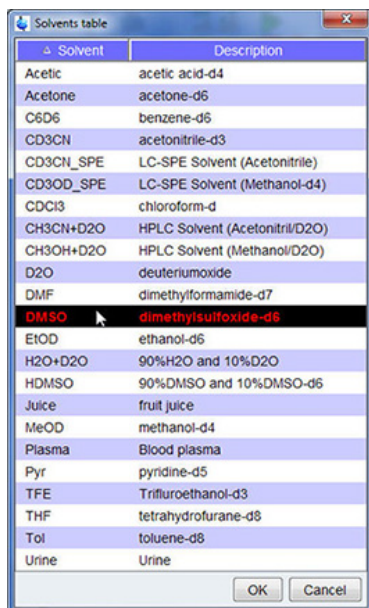 Solvents table
Solvent Description
Acetic acetic acid-d4
Acetone acetone-d6
C6D6 benzene-d6
CD3CN acetonitrile-d3
CD3CN_SPE LC-SPE Solvent (Acetonitrile)
CD3OD_SPE LC-SPE Solvent (Methanol-d4)
CDCl3 chloroform-d
CH3CN+D2O HPLC Solvent (Acetonitril/D2O)
CH3OH+D2O HPLC Solvent (Methanol/D2O)
D2O deuteriumoxide
DMF dimethylformamide-d7
DMSO dimethylsulfoxide-d6
EtOD ethanol-d6
H2O+D2O 90%H2O and 10%D2O
HDMSO 90%DMSO and 10%DMSO-d6
Juice fruit juice
MeOD methanol-d4
Plasma Blood plasma
Pyr pyridine-d5
TFE Trifluroethanol-d3
THF tetrahydrofurane-d8
Tol toluene-d8
Urine Urine
OK Cancel